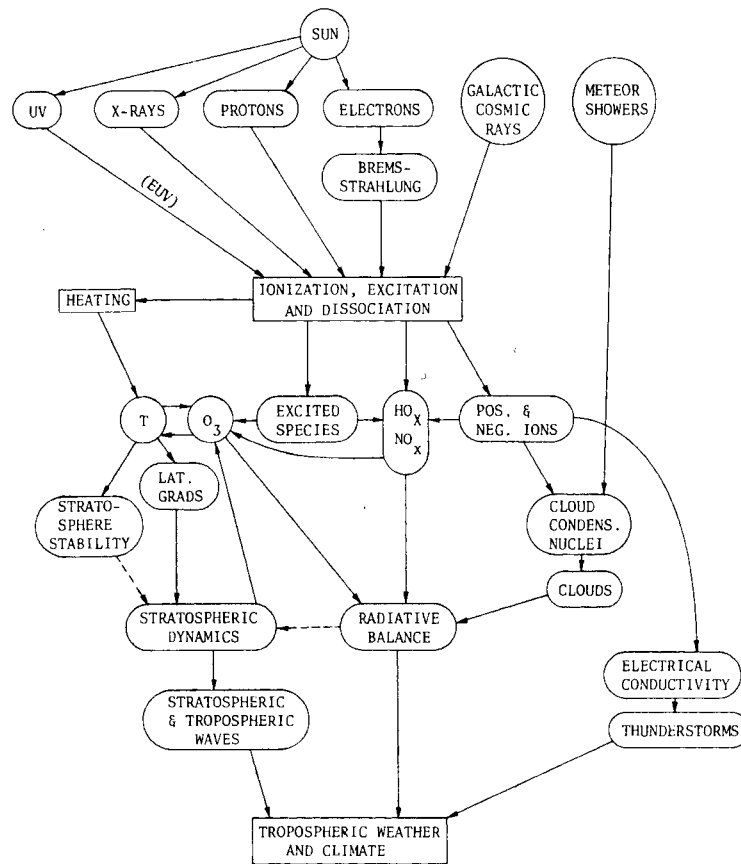 SUN
UV
X-RAYS
PROTONS
ELECTRONS
GALACTIC
COSMIC
RAYS
METEOR
SHOWERS
BREMS-
STRAHLUNG
(EUV)
IONIZATION, EXCITATION
AND DISSOCIATION
HEATING
T
O3
EXCITED
SPECIES
HOX
NOx
POS. &
NEG. IONS
LAT.
GRADS
STRATO-
SPHERE
STABILITY
CLOUD
CONDENS.
NUCLEI
CLOUDS
STRATOSPHERIC
DYNAMICS
RADIATIVE
BALANCE
ELECTRICAL
CONDUCTIVITY
STRATOSPHERIC
& TROPOSPHERIC
WAVES
THUNDERSTORMS
TROPOSPHERIC WEATHER
AND CLIMATE